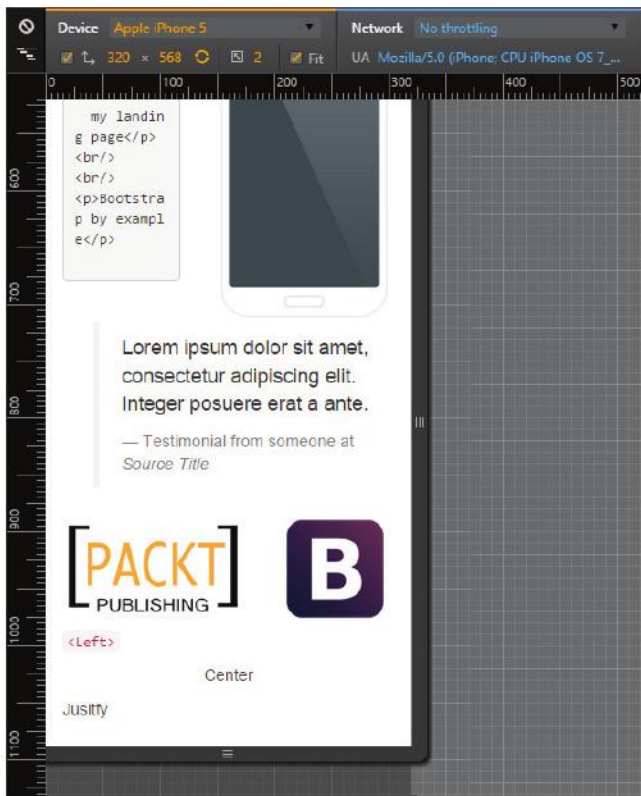 Device Apple iPhone 5 Network No throttling
320 × 568 2 Fit UA Mozilla/5.0 (iPhone; CPU iPhone OS 7_...
0 100 200 300 400 500
my landin
g page</p>
<br/>
<br/>
<p>Bootstra
p by exampl
e</p>
600
700
Lorem ipsum dolor sit amet,
consectetur adipiscing elit.
Integer posuere erat a ante.
800
— Testimonial from someone at
Source Title
900
[PACKT]
PUBLISHING
B
1000
<Left>
Center
Jusitfy
1100